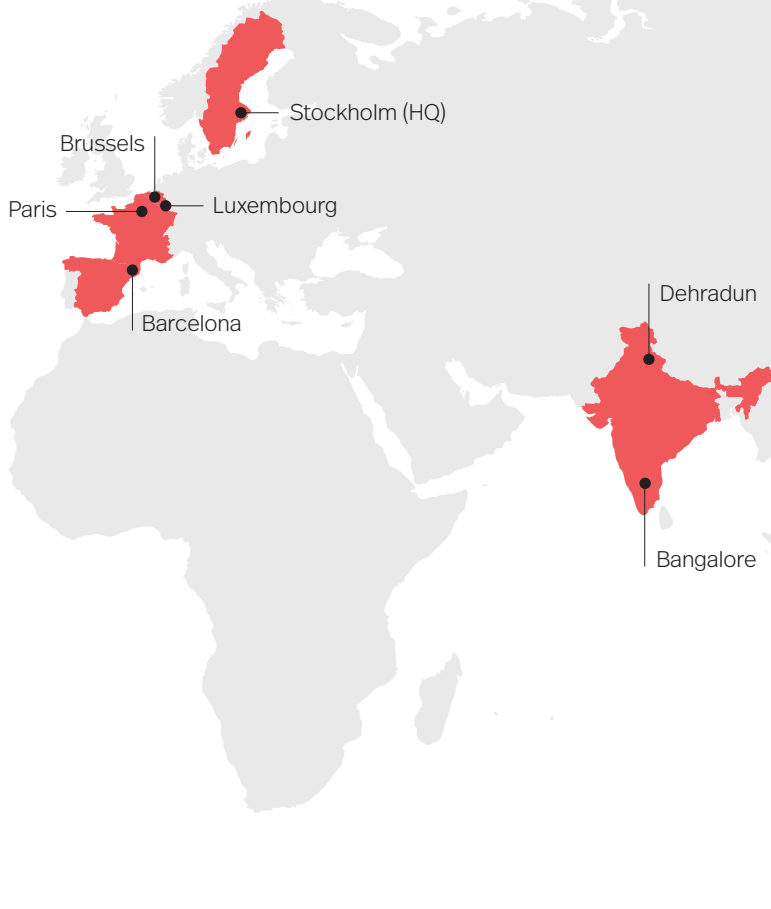 Stockholm (HQ)
Brussels
Paris
Luxembourg
Dehradun
Barcelona
Bangalore